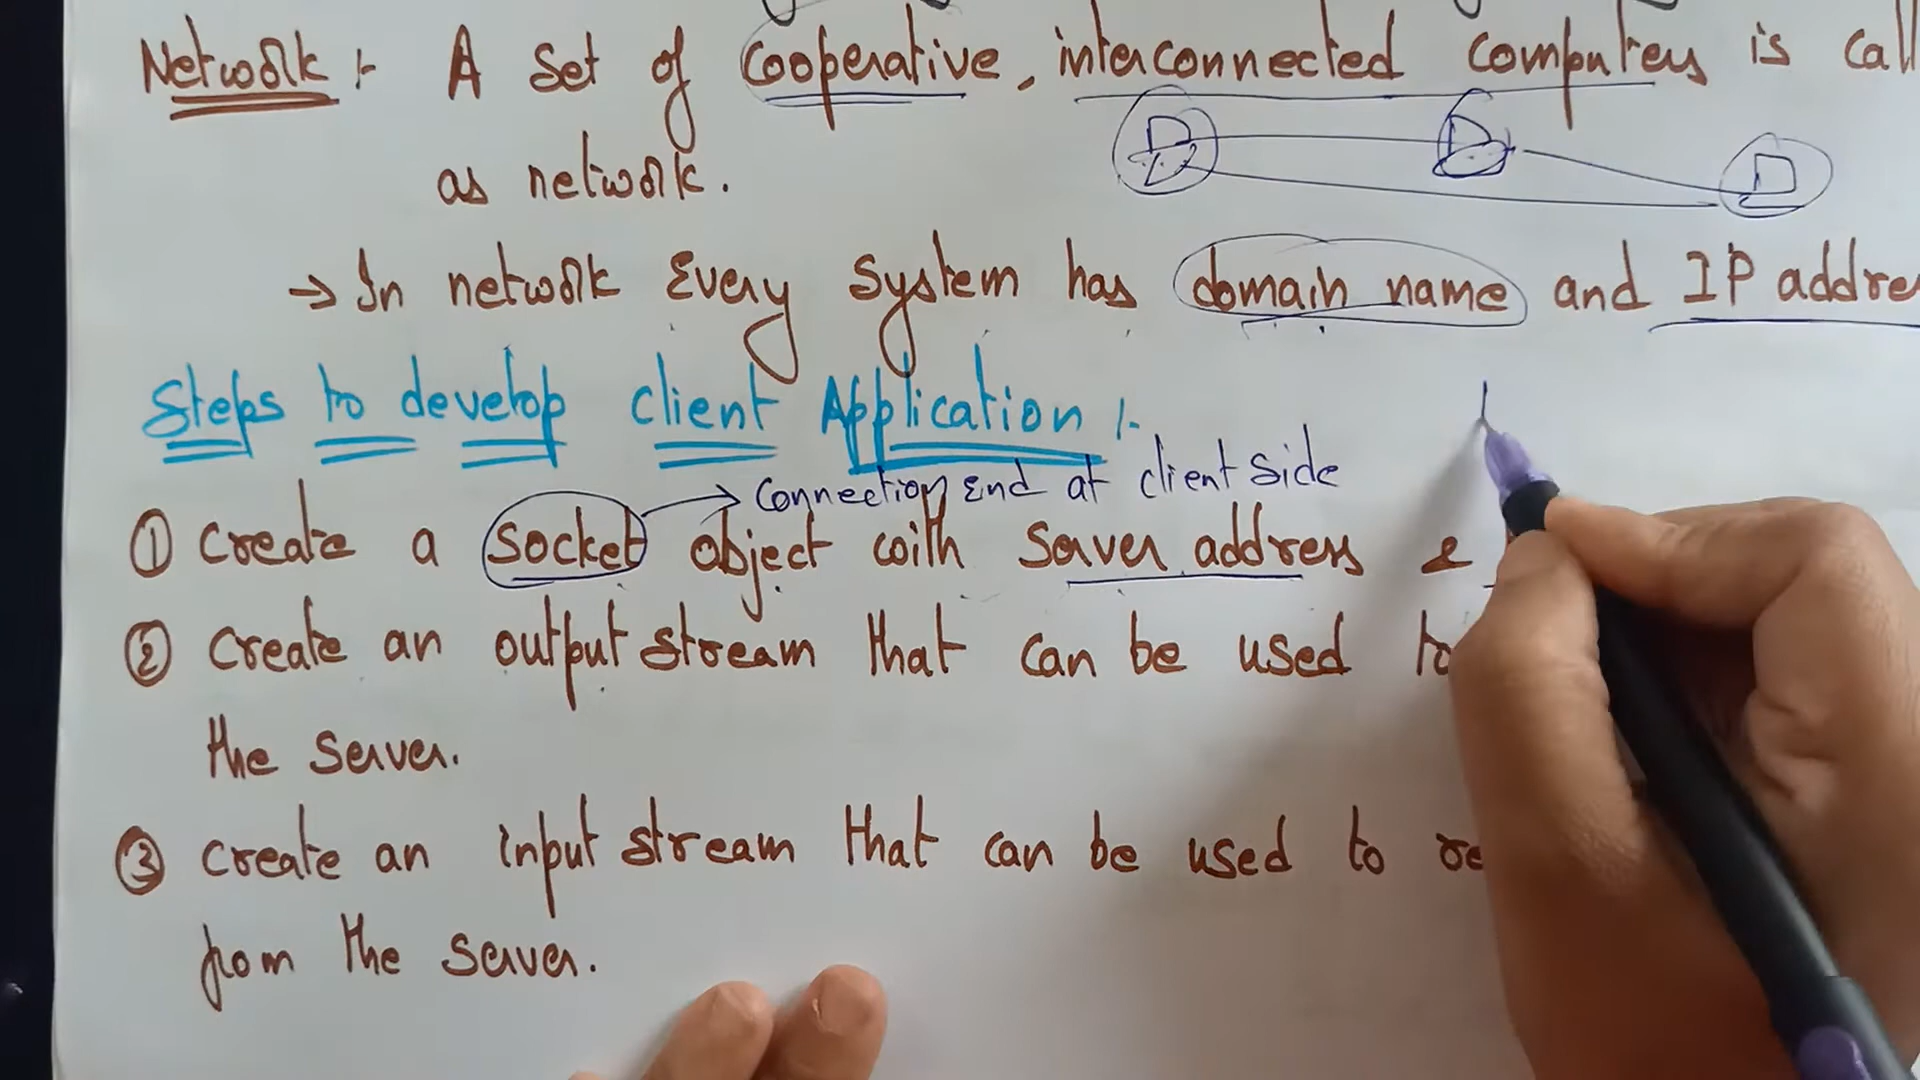 Network :- A set of cooperative, interconnected computers is call
as network.
→ In network Every system has domain name and IP addre
Steps to develop client Application :-
→ Connection End at client side
① create a socket object with Server address &
② create an output stream that can be used to
the server.
③ create an input stream that can be used to re
from the server.